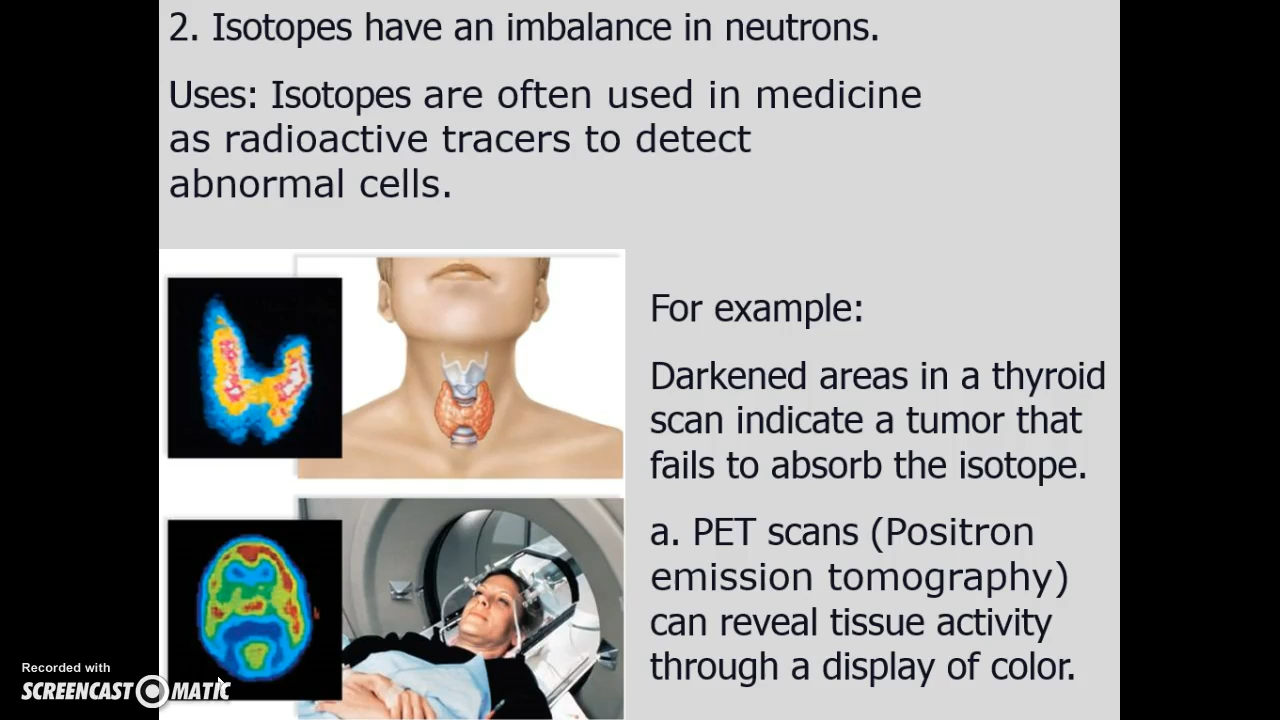 2. Isotopes have an imbalance in neutrons.
Uses: Isotopes are often used in medicine
as radioactive tracers to detect
abnormal cells.
For example:
Darkened areas in a thyroid
scan indicate a tumor that
fails to absorb the isotope.
a. PET scans (Positron
emission tomography)
can reveal tissue activity
through a display of color.
Recorded with
SCREENCAST MATIC